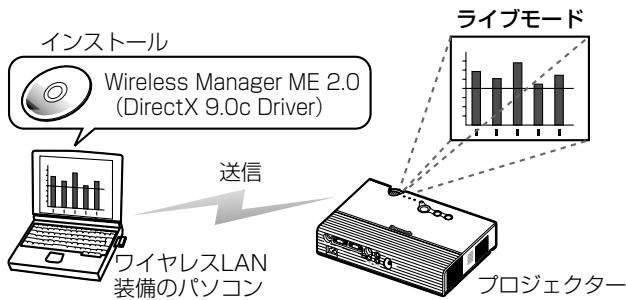 ライブモード
インストール
Wireless Manager ME 2.0
(DirectX 9.0c Driver)
送信
ワイヤレスLAN
装備のパソコン
プロジェクター